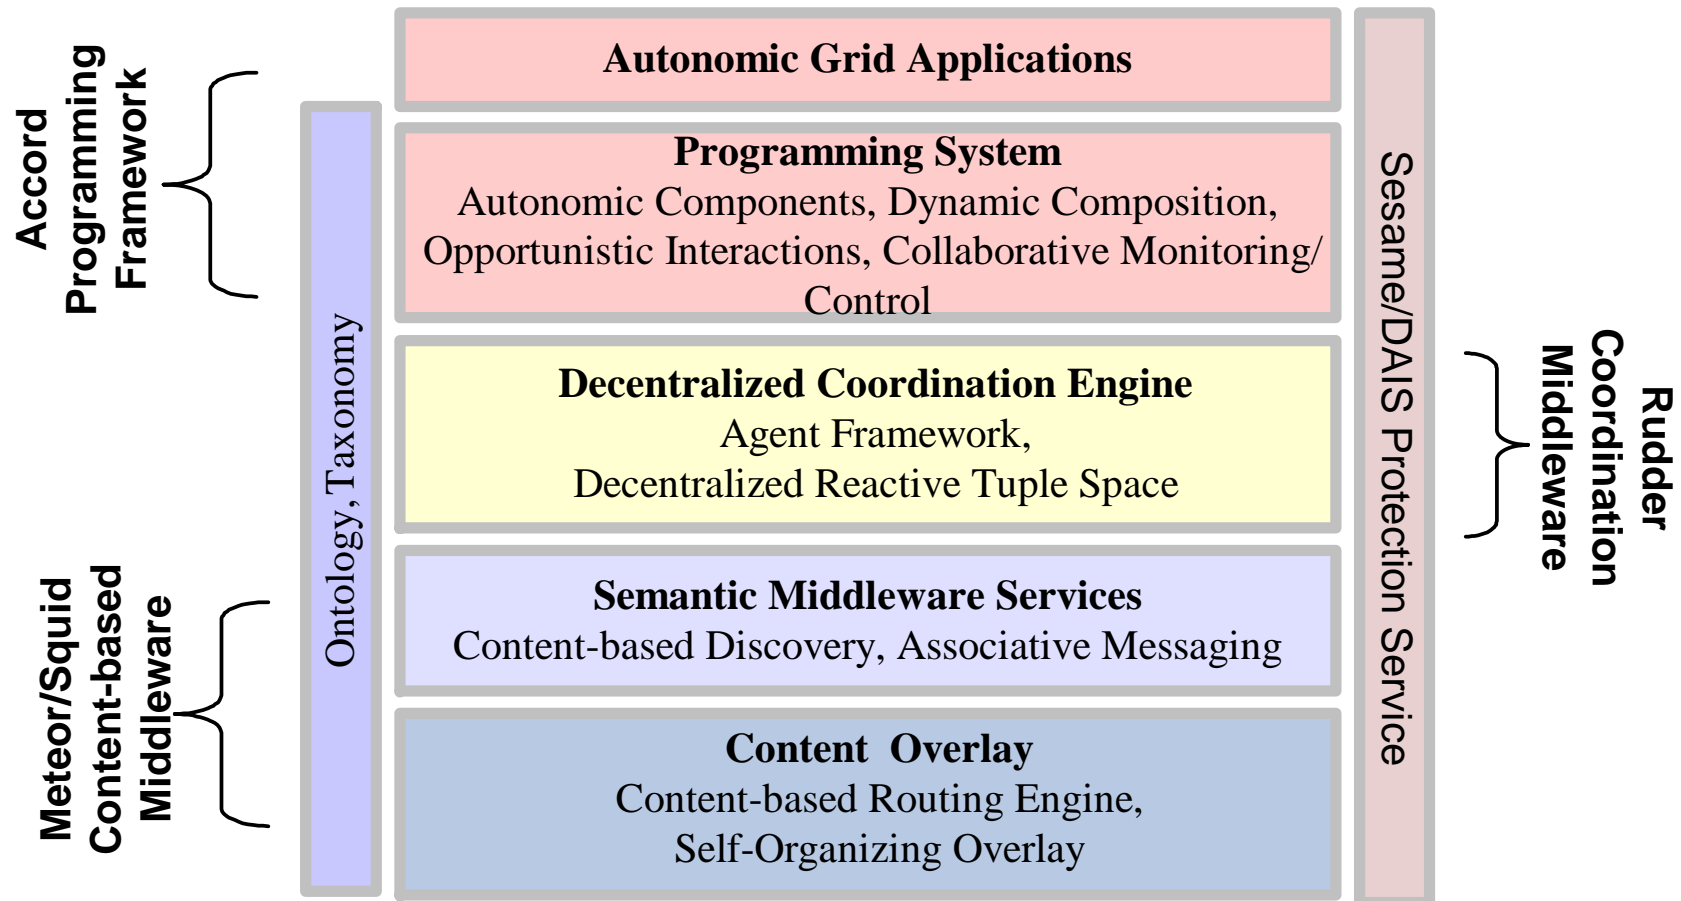 Accord
Programming
Framework
Meteor/Squid
Content-based
Middleware
Ontology, Taxonomy
Autonomic Grid Applications
Programming System
Autonomic Components, Dynamic Composition,
Opportunistic Interactions, Collaborative Monitoring/
Control
Decentralized Coordination Engine
Agent Framework,
Decentralized Reactive Tuple Space
Semantic Middleware Services
Content-based Discovery, Associative Messaging
Content Overlay
Content-based Routing Engine,
Self-Organizing Overlay
Sesame/DAIS Protection Service
Rudder
Coordination
Middleware